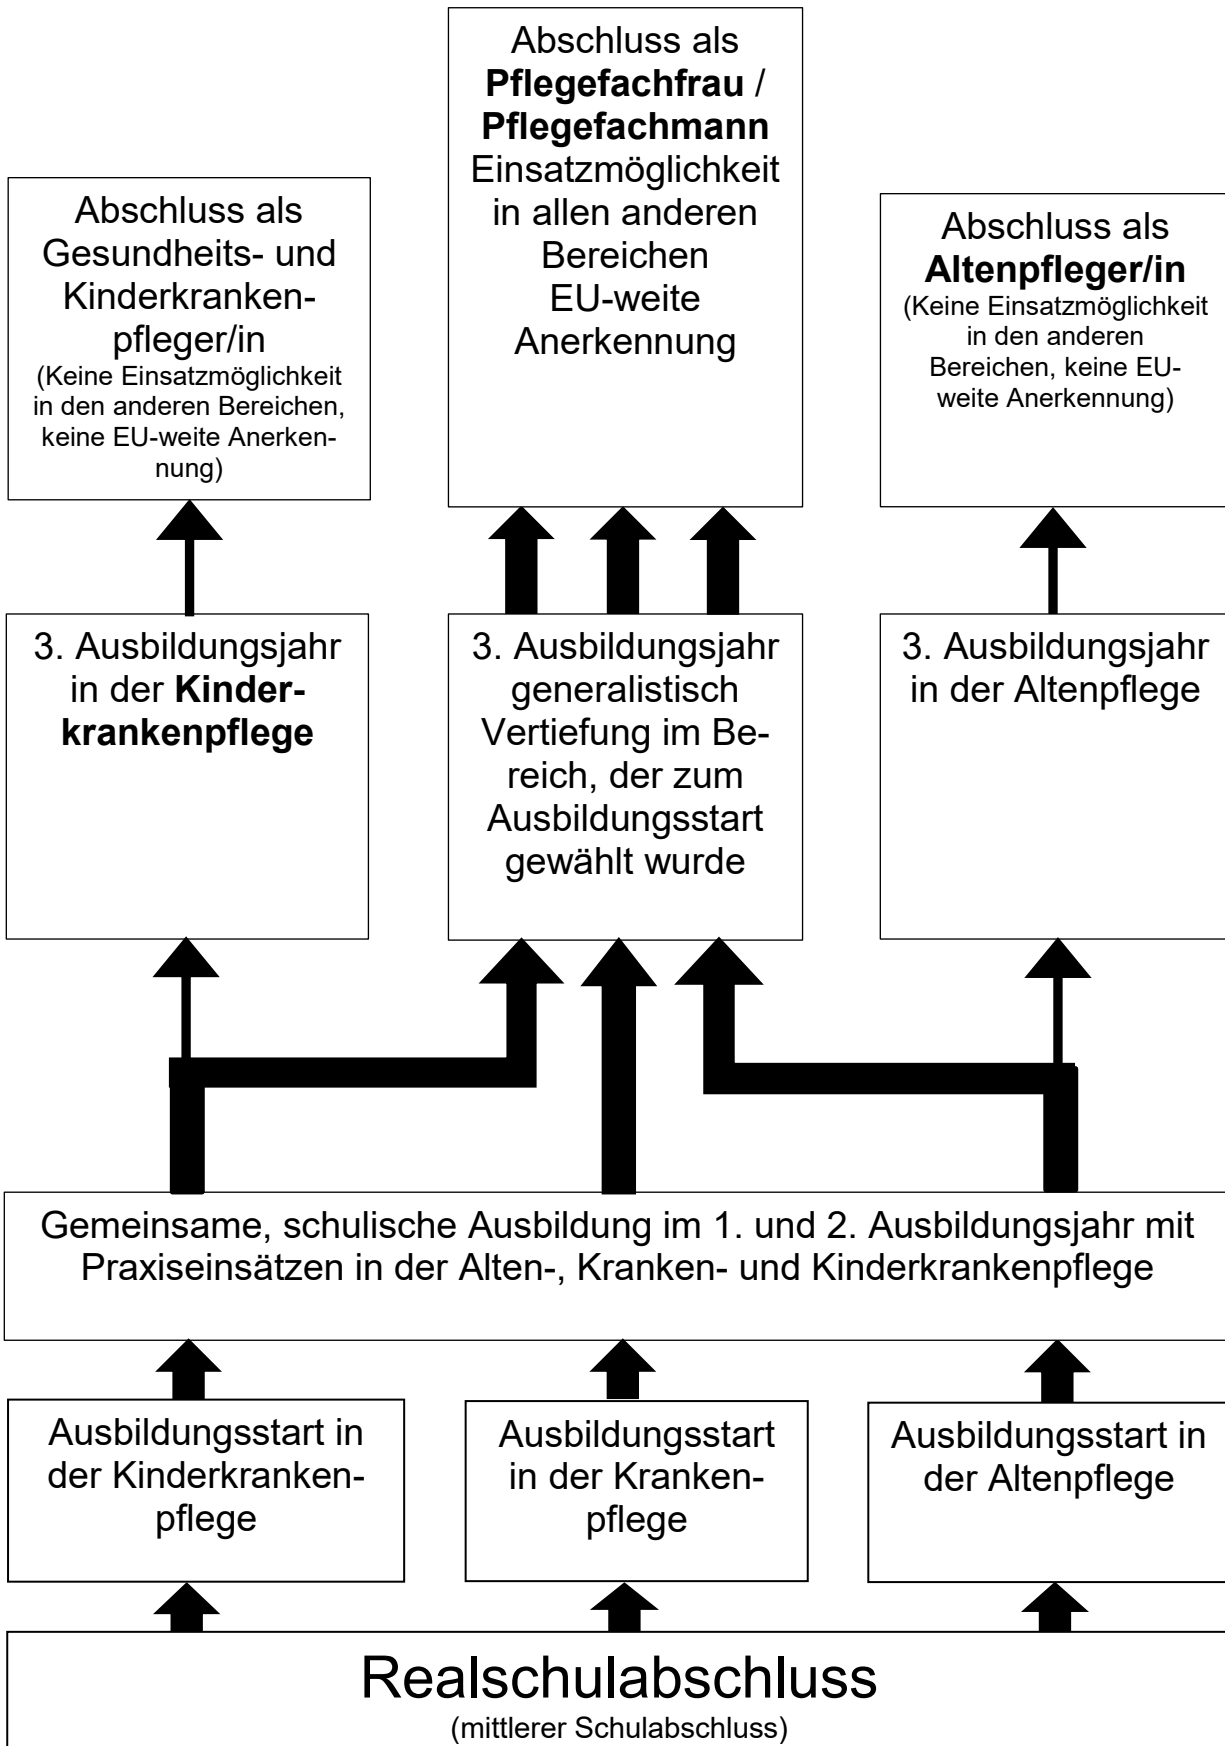 Abschluss als
Pflegefachfrau /
Pflegefachmann
Einsatzmöglichkeit
in allen anderen
Bereichen
EU-weite
Anerkennung
Abschluss als
Gesundheits- und
Kinderkranken-
pfleger/in
(Keine Einsatzmöglichkeit
in den anderen Bereichen,
keine EU-weite Anerken-
nung)
Abschluss als
Altenpfleger/in
(Keine Einsatzmöglichkeit
in den anderen
Bereichen, keine EU-
weite Anerkennung)
3. Ausbildungsjahr
in der Kinder-
krankenpflege
3. Ausbildungsjahr
generalistisch
Vertiefung im Be-
reich, der zum
Ausbildungsstart
gewählt wurde
3. Ausbildungsjahr
in der Altenpflege
Gemeinsame, schulische Ausbildung im 1. und 2. Ausbildungsjahr mit
Praxiseinsätzen in der Alten-, Kranken- und Kinderkrankenpflege
Ausbildungsstart in
der Kinderkranken-
pflege
Ausbildungsstart
in der Kranken-
pflege
Ausbildungsstart in
der Altenpflege
Realschulabschluss
(mittlerer Schulabschluss)